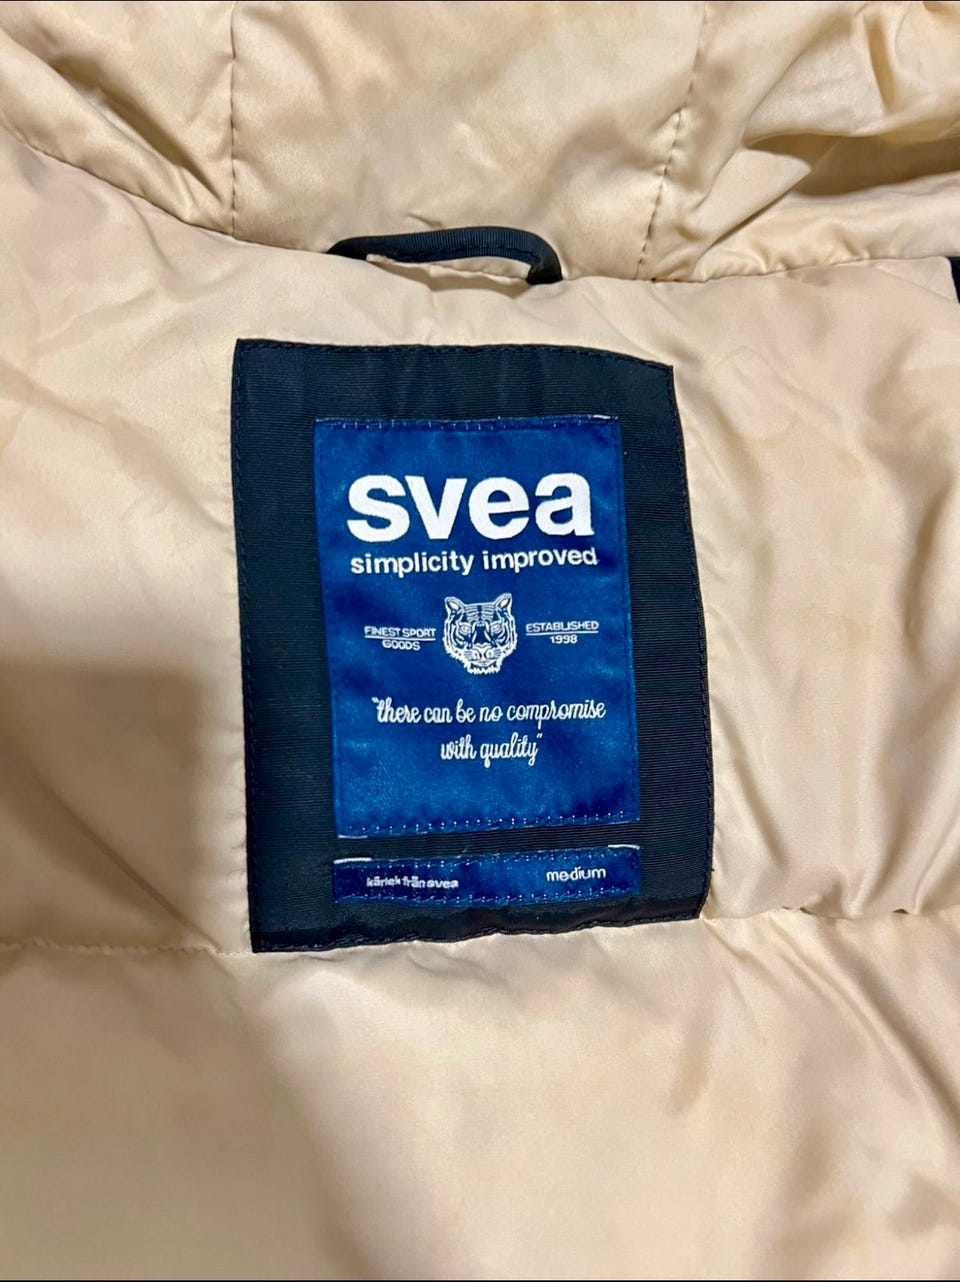 svea
simplicity improved
FINEST SPORT
GOODS
ESTABLISHED
1998
"there can be no compromise
with quality"
kärlek från svea
medium